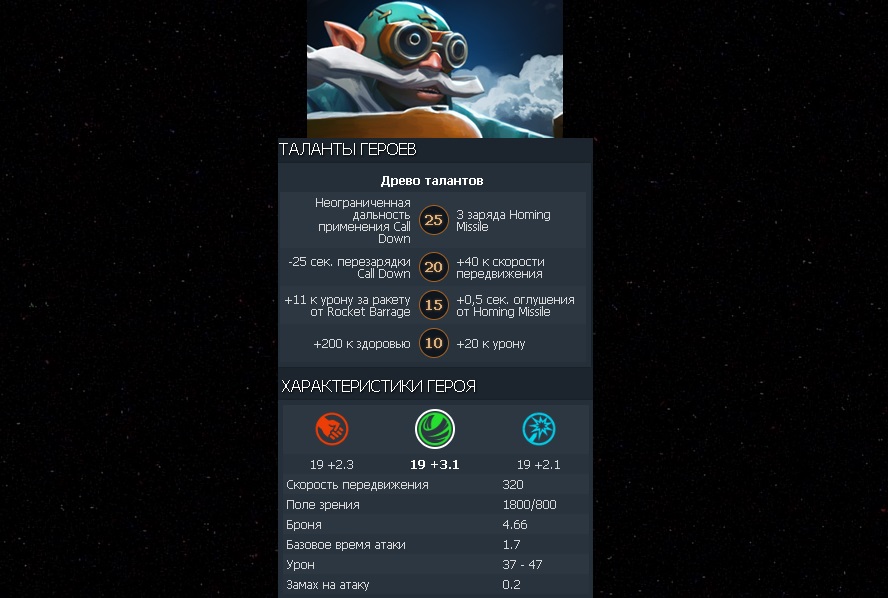 ТАЛАНТЫ ГЕРОЕВ
Древо талантов
Неограниченная
дальность
применения Call
Down
25
3 заряда Homing
Missile
-25 сек. перезарядки
Call Down
20
+40 к скорости
передвижения
+11 к урону за ракету
от Rocket Barrage
15
+0,5 сек. оглушения
от Homing Missile
+200 к здоровью
10
+20 к урону
ХАРАКТЕРИСТИКИ ГЕРОЯ
19 +2.3 19 +3.1 19 +2.1
Скорость передвижения 320
Поле зрения 1800/800
Броня 4.66
Базовое время атаки 1.7
Урон 37 - 47
Замах на атаку 0.2